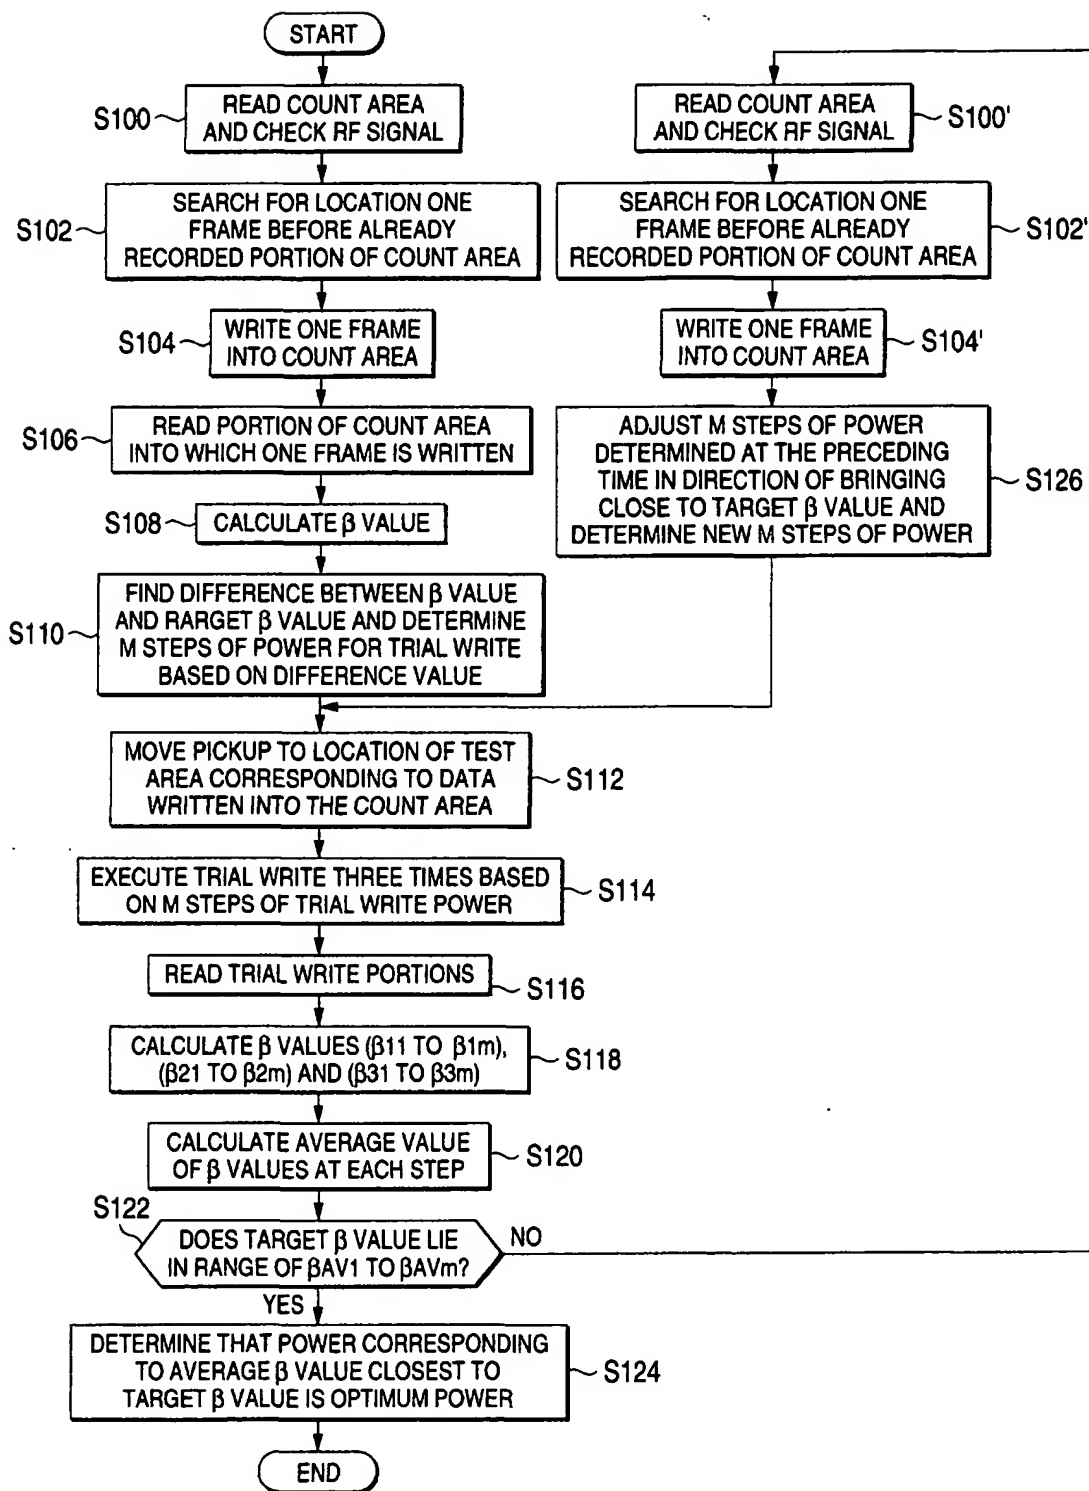 START
S100
READ COUNT AREA
AND CHECK RF SIGNAL
S102
SEARCH FOR LOCATION ONE
FRAME BEFORE ALREADY
RECORDED PORTION OF COUNT AREA
S104
WRITE ONE FRAME
INTO COUNT AREA
S106
READ PORTION OF COUNT AREA
INTO WHICH ONE FRAME IS WRITTEN
S108
CALCULATE β VALUE
S110
FIND DIFFERENCE BETWEEN β VALUE
AND RARGET β VALUE AND DETERMINE
M STEPS OF POWER FOR TRIAL WRITE
BASED ON DIFFERENCE VALUE
READ COUNT AREA
AND CHECK RF SIGNAL
S100'
SEARCH FOR LOCATION ONE
FRAME BEFORE ALREADY
RECORDED PORTION OF COUNT AREA
S102'
WRITE ONE FRAME
INTO COUNT AREA
S104'
ADJUST M STEPS OF POWER
DETERMINED AT THE PRECEDING
TIME IN DIRECTION OF BRINGING
CLOSE TO TARGET β VALUE AND
DETERMINE NEW M STEPS OF POWER
S126
MOVE PICKUP TO LOCATION OF TEST
AREA CORRESPONDING TO DATA
WRITTEN INTO THE COUNT AREA
S112
EXECUTE TRIAL WRITE THREE TIMES BASED
ON M STEPS OF TRIAL WRITE POWER
S114
READ TRIAL WRITE PORTIONS
S116
CALCULATE β VALUES (β11 TO β1m),
(β21 TO β2m) AND (β31 TO β3m)
S118
CALCULATE AVERAGE VALUE
OF β VALUES AT EACH STEP
S120
S122
DOES TARGET β VALUE LIE
IN RANGE OF βAV1 TO βAVm?
NO
YES
DETERMINE THAT POWER CORRESPONDING
TO AVERAGE β VALUE CLOSEST TO
TARGET β VALUE IS OPTIMUM POWER
S124
END